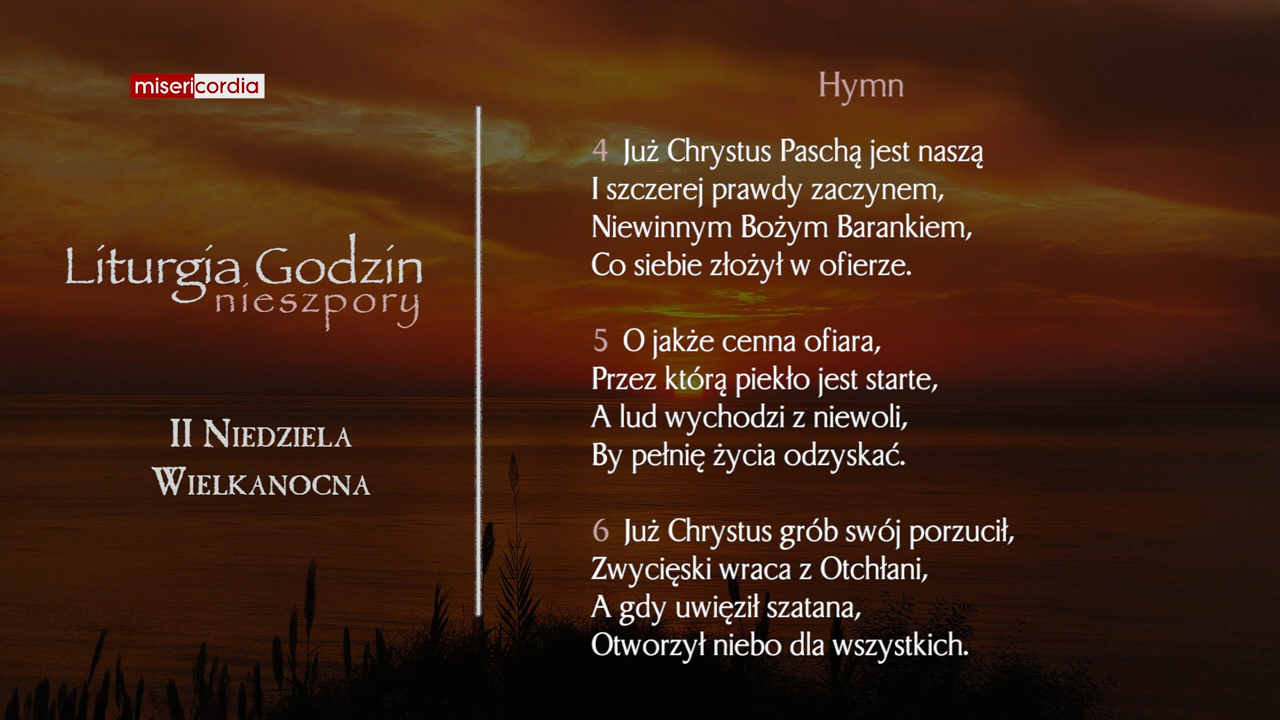 misericordia
Liturgia Godzin
nieszpory
II Niedziela
Wielkanocna
Hymn
4 Już Chrystus Paschą jest naszą
I szczerej prawdy zaczynem,
Niewinnym Bożym Barankiem,
Co siebie złożył w ofierze.
5 O jakże cenna ofiara,
Przez którą piekło jest starte,
A lud wychodzi z niewoli,
By pełnię życia odzyskać.
6 Już Chrystus grób swój porzucił,
Zwycięski wraca z Otchłani,
A gdy uwięził szatana,
Otworzył niebo dla wszystkich.